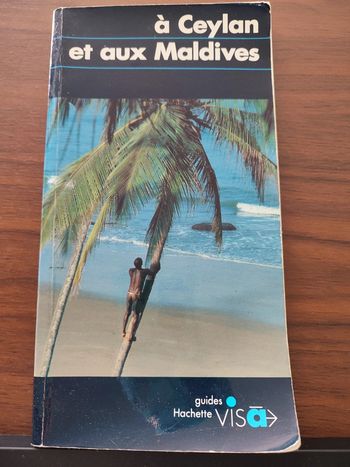 à Ceylan
et aux Maldives
guides
Hachette visa